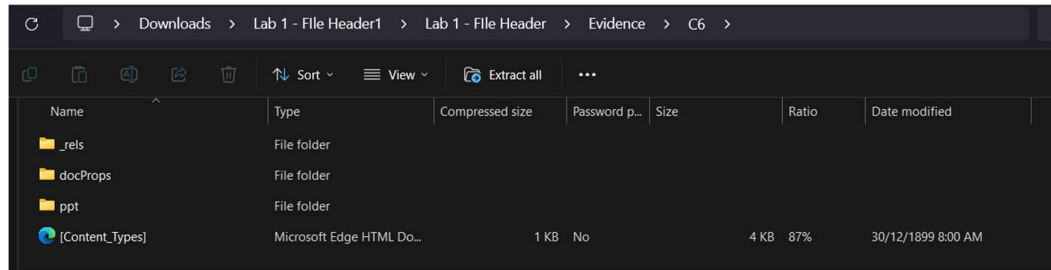 Downloads > Lab 1 - FIle Header1 > Lab 1 - FIle Header > Evidence > C6 >
Sort View Extract all ...
Name Type Compressed size Password p... Size Ratio Date modified
_rels File folder
docProps File folder
ppt File folder
[Content_Types] Microsoft Edge HTML Do... 1 KB No 4 KB 87% 30/12/1899 8:00 AM